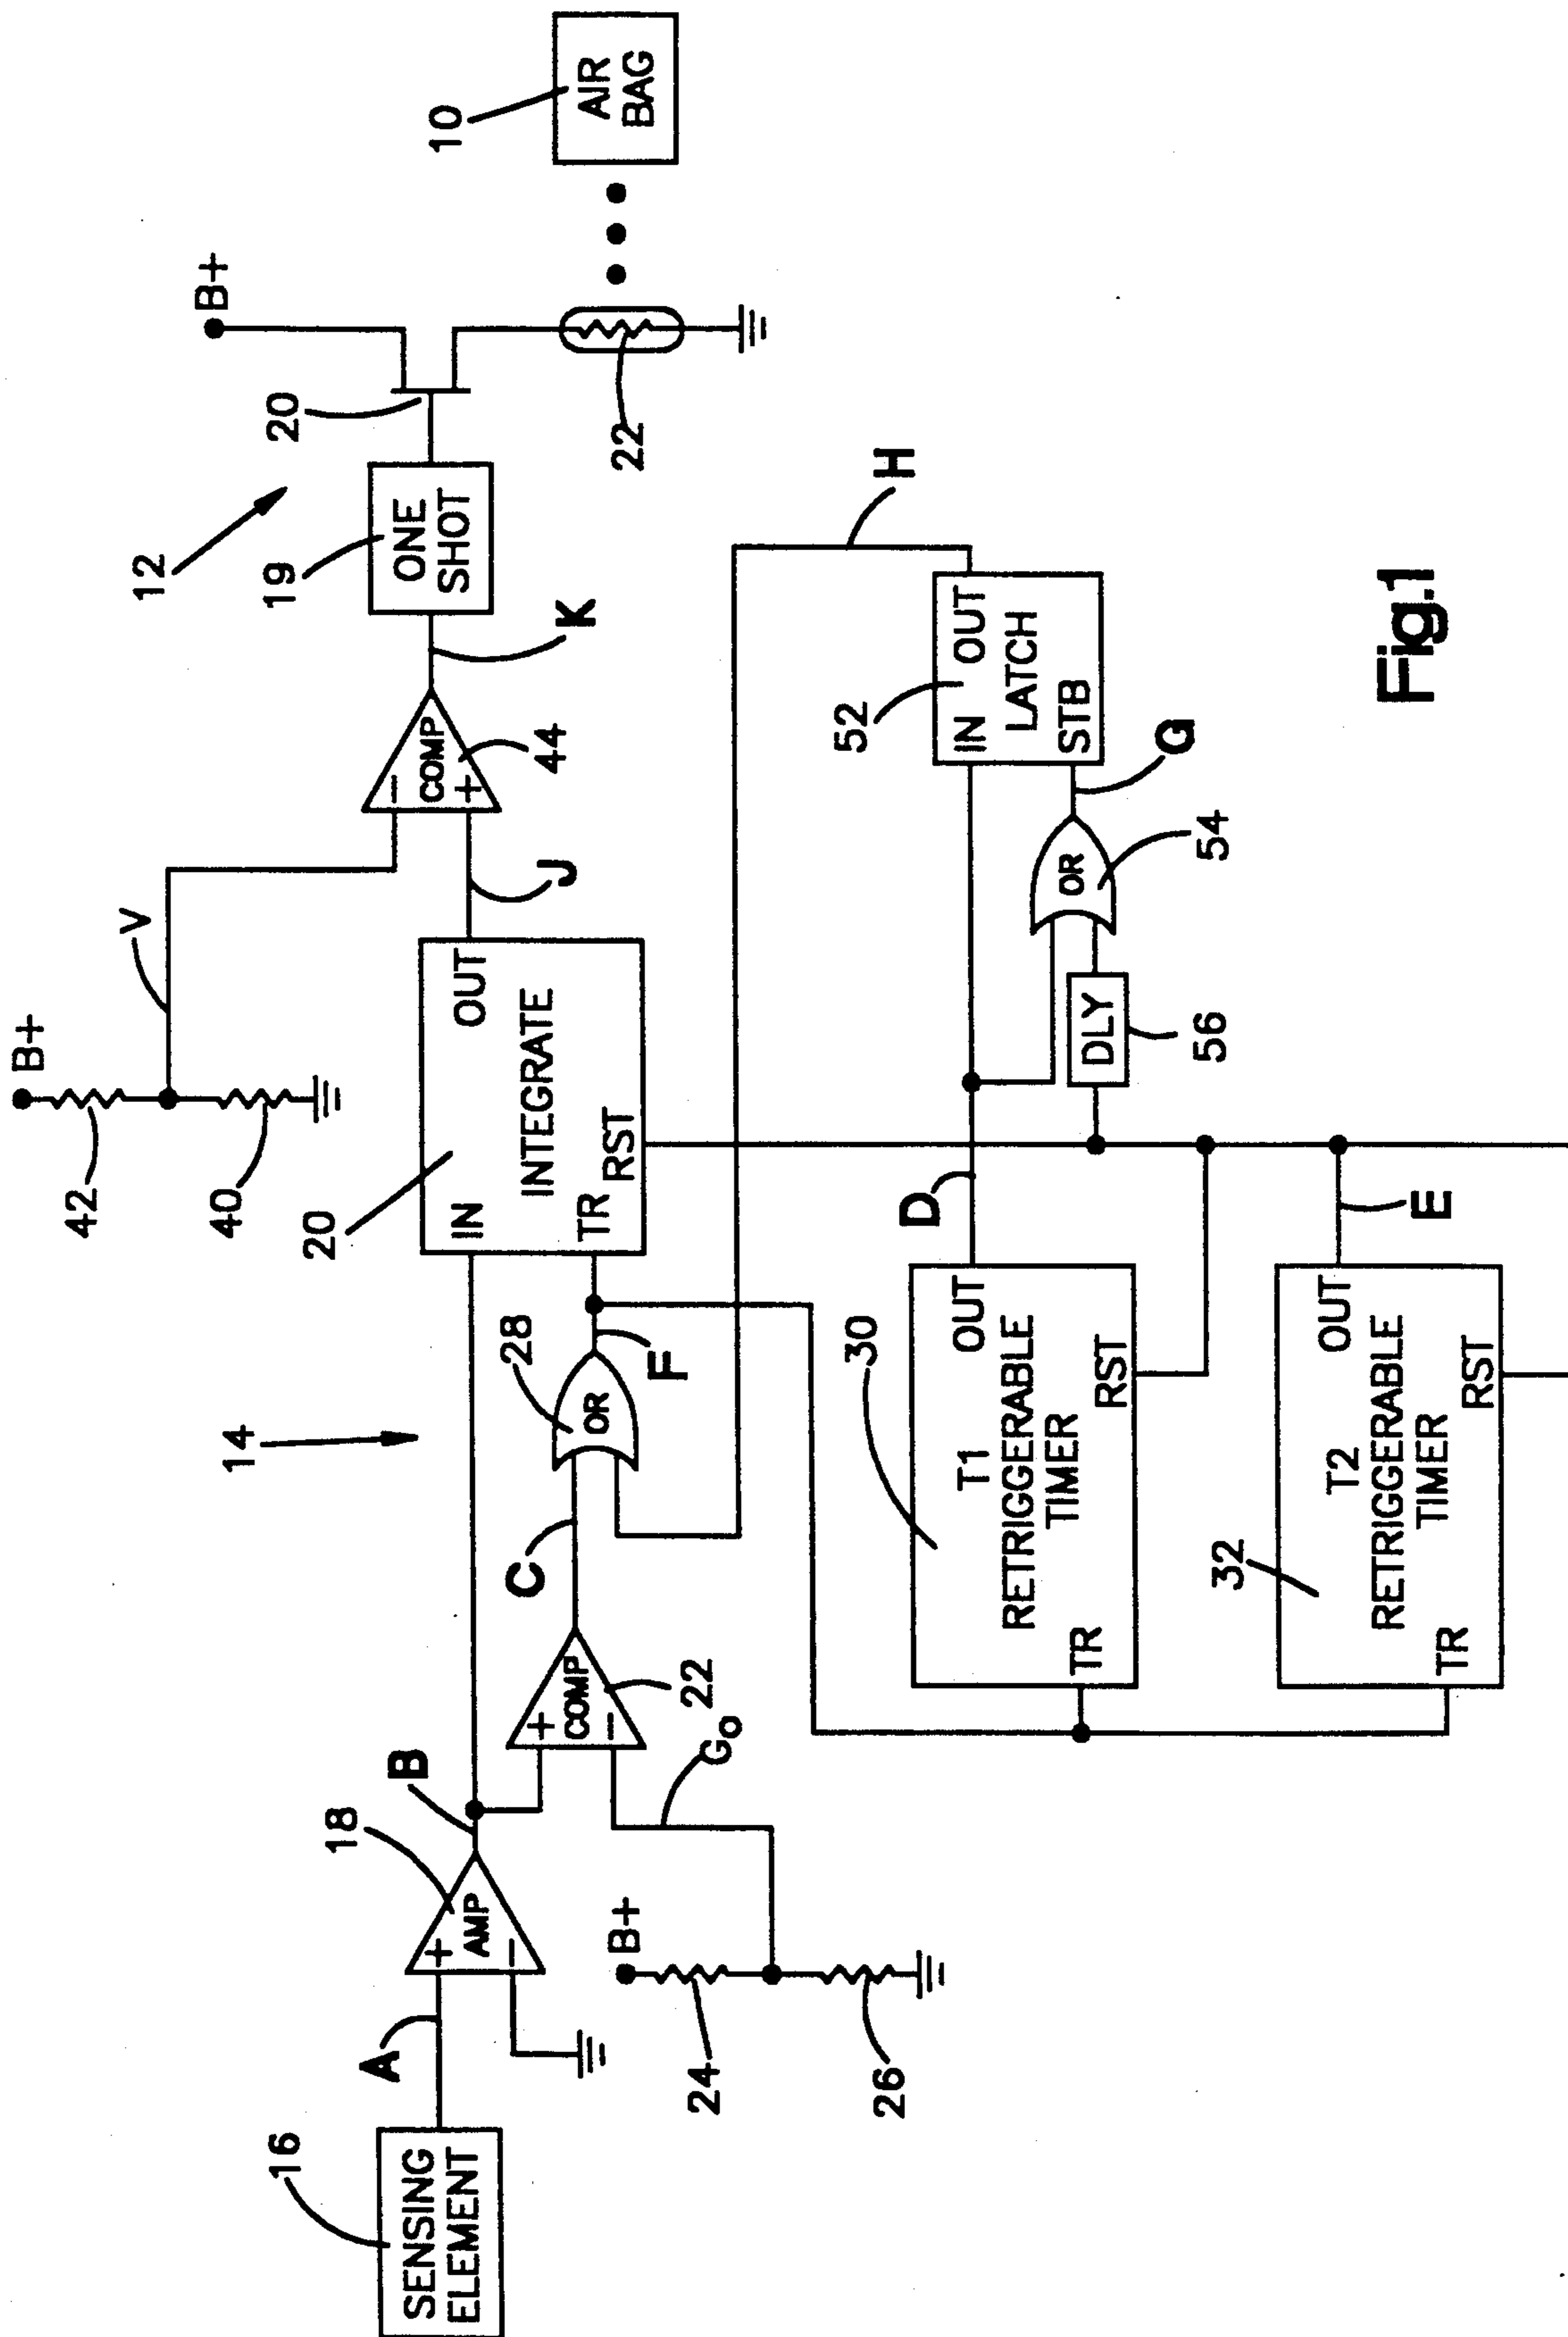 B+
42
40
V
12
B+
20
19
ONE
SHOT
10
AIR
BAG
22
K
COMP
−
+
44
J
14
20
IN
OUT
INTEGRATE
TR
RST
28
OR
F
C
16
SENSING
ELEMENT
A
18
+
AMP
−
B
+
COMP
−
22
G0
B+
24
26
H
52
IN
OUT
LATCH
STB
G
OR
54
DLY
56
D
30
T1
RETRIGGERABLE
TIMER
TR
OUT
RST
E
32
T2
RETRIGGERABLE
TIMER
TR
OUT
RST
Fig.1